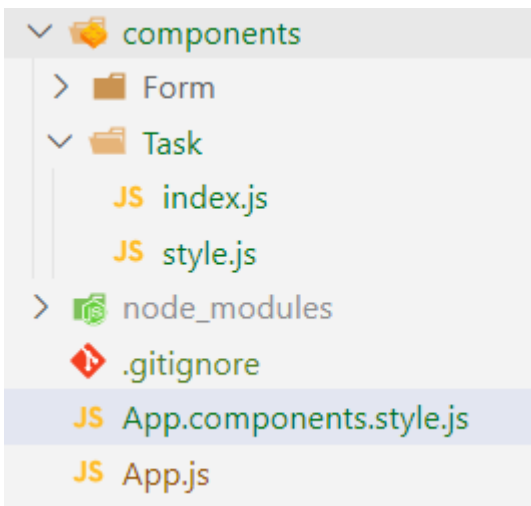 components
Form
Task
JS index.js
JS style.js
node_modules
.gitignore
JS App.components.style.js
JS App.js